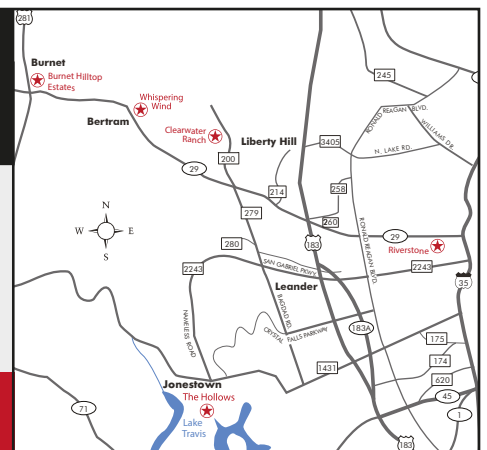 281
Burnet
Burnet Hilltop
Estates
245
Whispering
Wind
Bertram
RONALD REAGAN BLVD.
WILLIAMS DR.
Clearwater
Ranch
Liberty Hill
3405
N. LAKE RD.
200
29
258
214
279
260
N
W E
S
280
183
29
RONALD REAGAN BLVD.
Riverstone
2243
SAN GABRIEL PKWY.
2243
35
Leander
BAGDAD RD.
NAMELESS ROAD
CRYSTAL FALLS PARKWAY
183A
175
174
1431
620
Jonestown
The Hollows
45
71
1
Lake
Travis
183